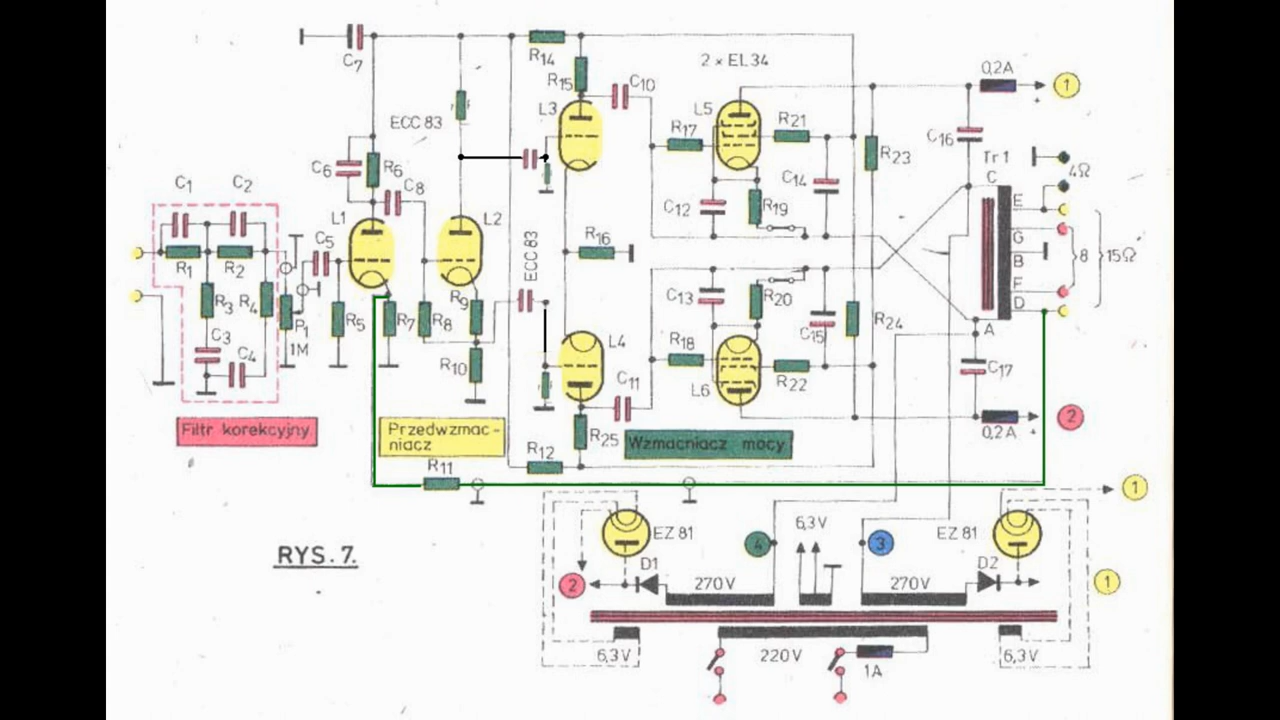 C7
R14
2 × EL 34
0,2A
1
+
R15
C10
L3
L5
ECC 83
R21
R17
R23
C16
Tr 1
C
4Ω
C6
R6
C8
C14
C1
C2
C12
R19
E
L1
L2
G
C5
ECC 83
R16
B
8
15Ω
R1
R2
F
R3
R4
P1
1M
R5
R7
R8
R9
C13
R20
D
C15
R24
A
C3
C4
R10
L4
R18
C17
C11
L6
R22
Filtr korekcyjny
Przedwzmac-
niacz
R25
Wzmacniacz mocy
0,2A
2
+
R12
R11
1
RYS. 7.
EZ 81
6,3V
EZ 81
4
3
D1
D2
2
270V
270V
1
6,3V
220V
1A
6,3V